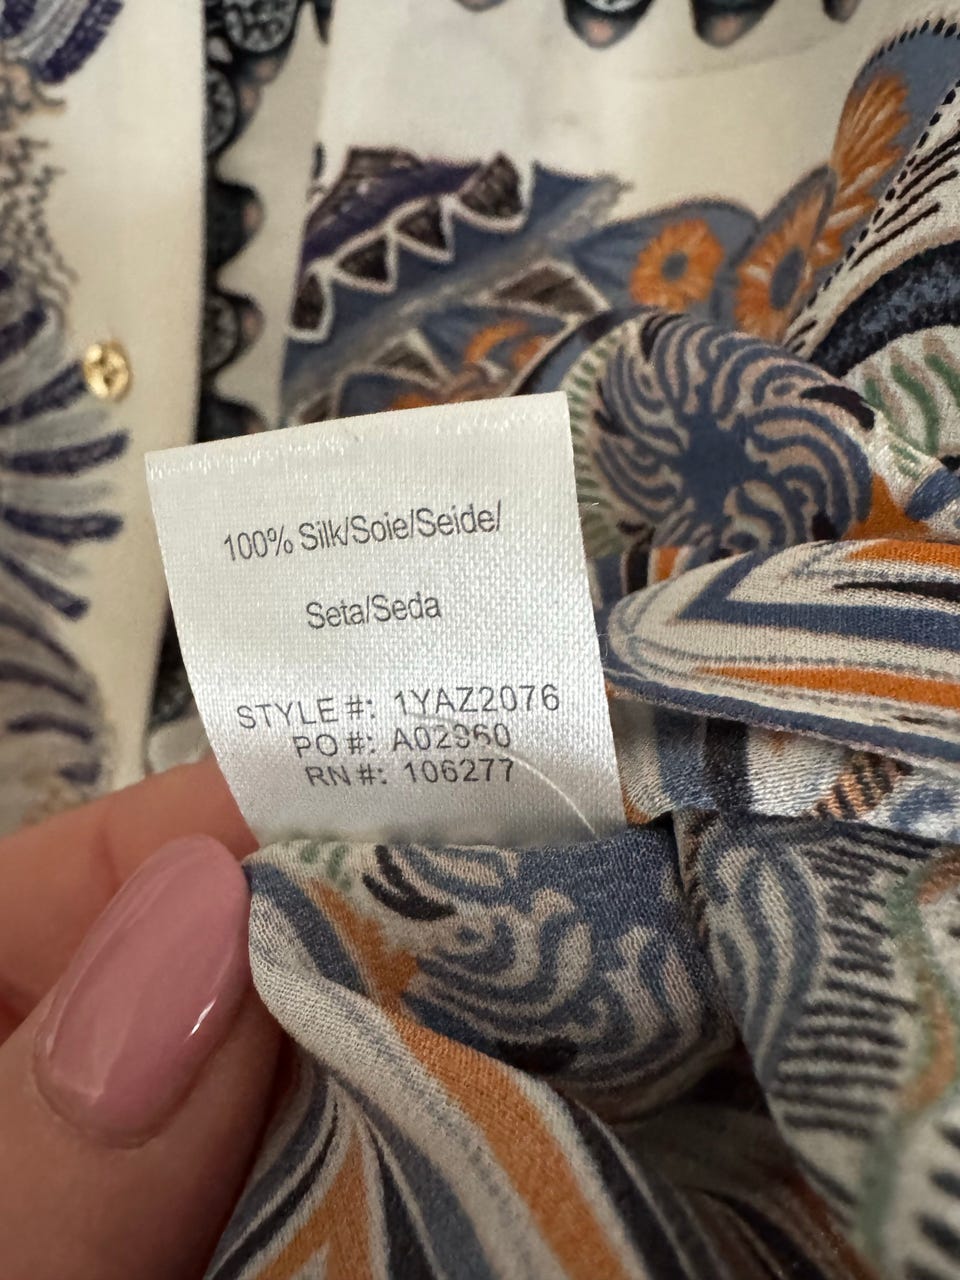 100% Silk/Soie/Seide/
Seta/Seda
STYLE #: 1YAZ2076
PO #: A02960
RN #: 106277